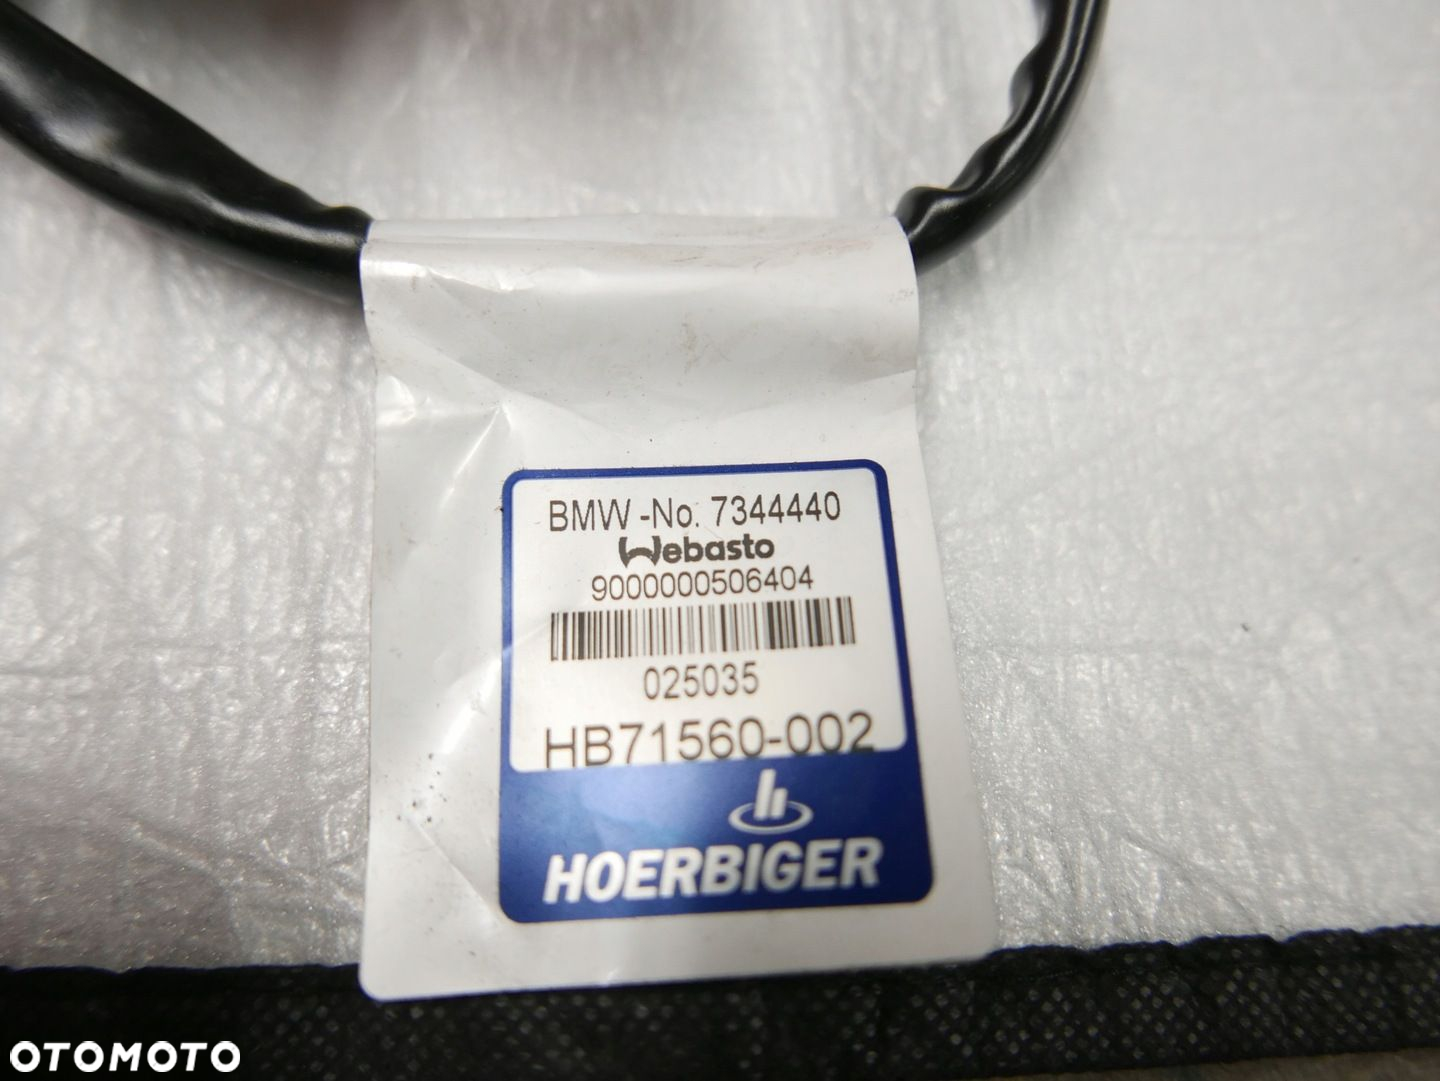 BMW -No. 7344440
Webasto
9000000506404
025035
HB71560-002
HOERBIGER
OTOMOTO